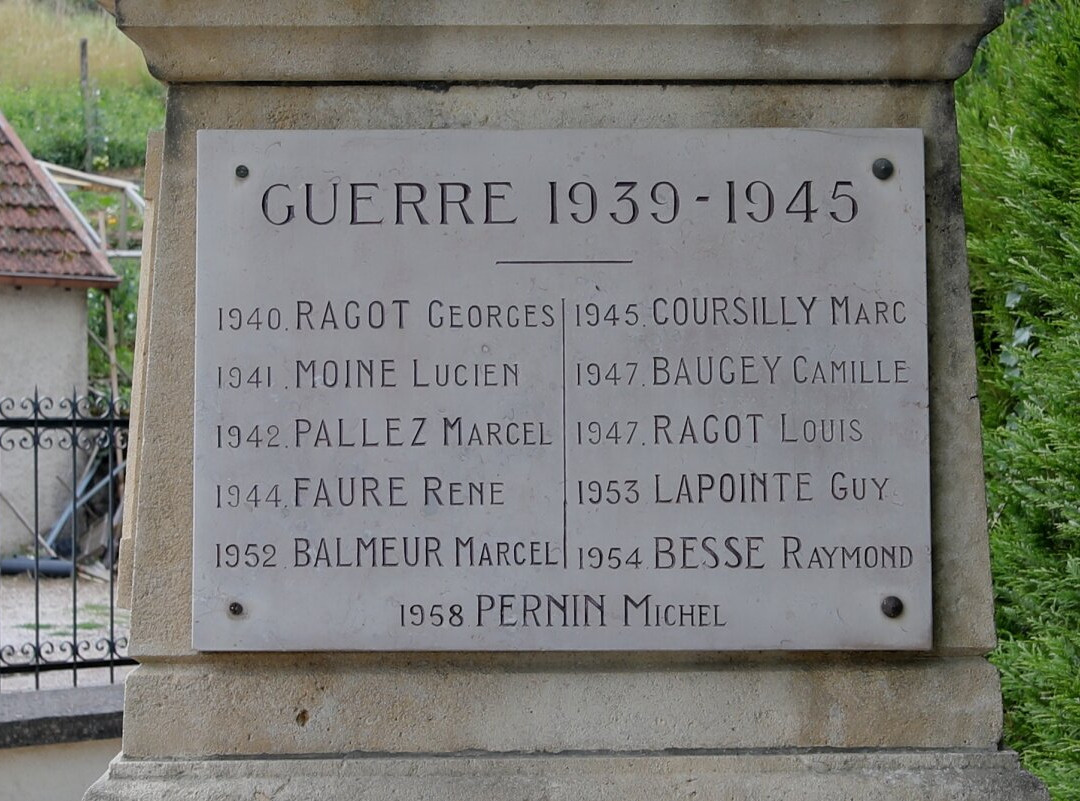 GUERRE 1939-1945
1940. RAGOT GEORGES
1941. MOINE LUCIEN
1942. PALLEZ MARCEL
1944. FAURE RENE
1952 BALMEUR MARCEL
1945. COURSILLY MARC
1947. BAUGEY CAMILLE
1947. RAGOT LOUIS
1953 LAPOINTE GUY
1954. BESSE RAYMOND
1958 PERNIN MICHEL